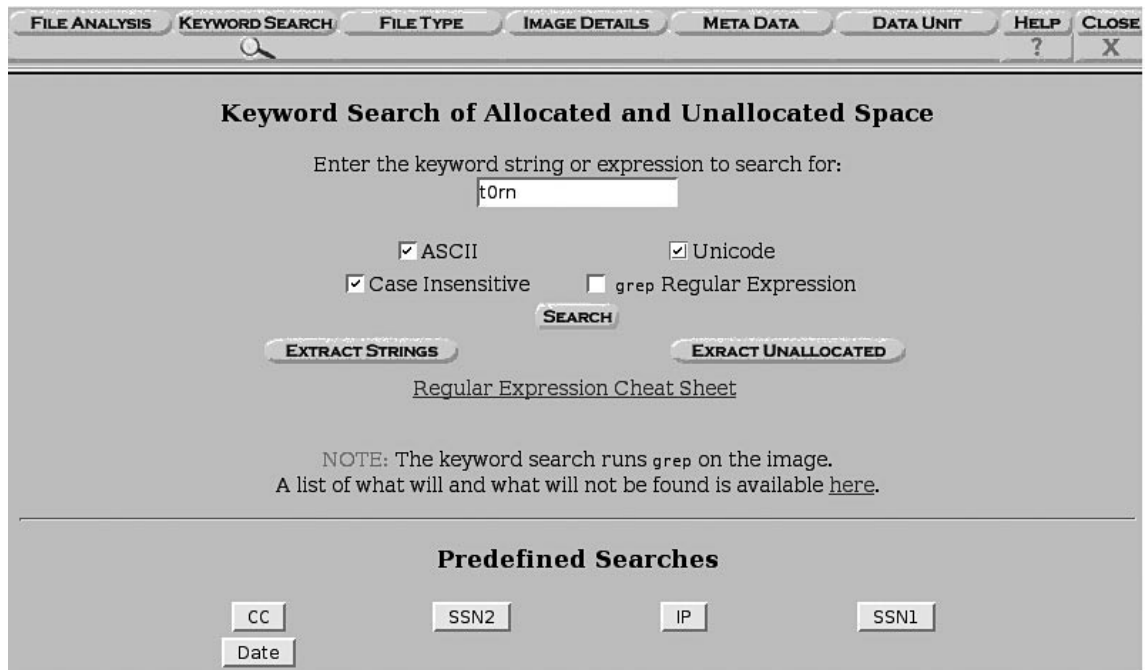 FILE ANALYSIS KEYWORD SEARCH FILE TYPE IMAGE DETAILS META DATA DATA UNIT HELP CLOSE
? X
Keyword Search of Allocated and Unallocated Space
Enter the keyword string or expression to search for:
t0rn
ASCII Unicode
Case Insensitive grep Regular Expression
SEARCH
EXTRACT STRINGS EXRACT UNALLOCATED
Regular Expression Cheat Sheet
NOTE: The keyword search runs grep on the image.
A list of what will and what will not be found is available here.
Predefined Searches
CC SSN2 IP SSN1
Date